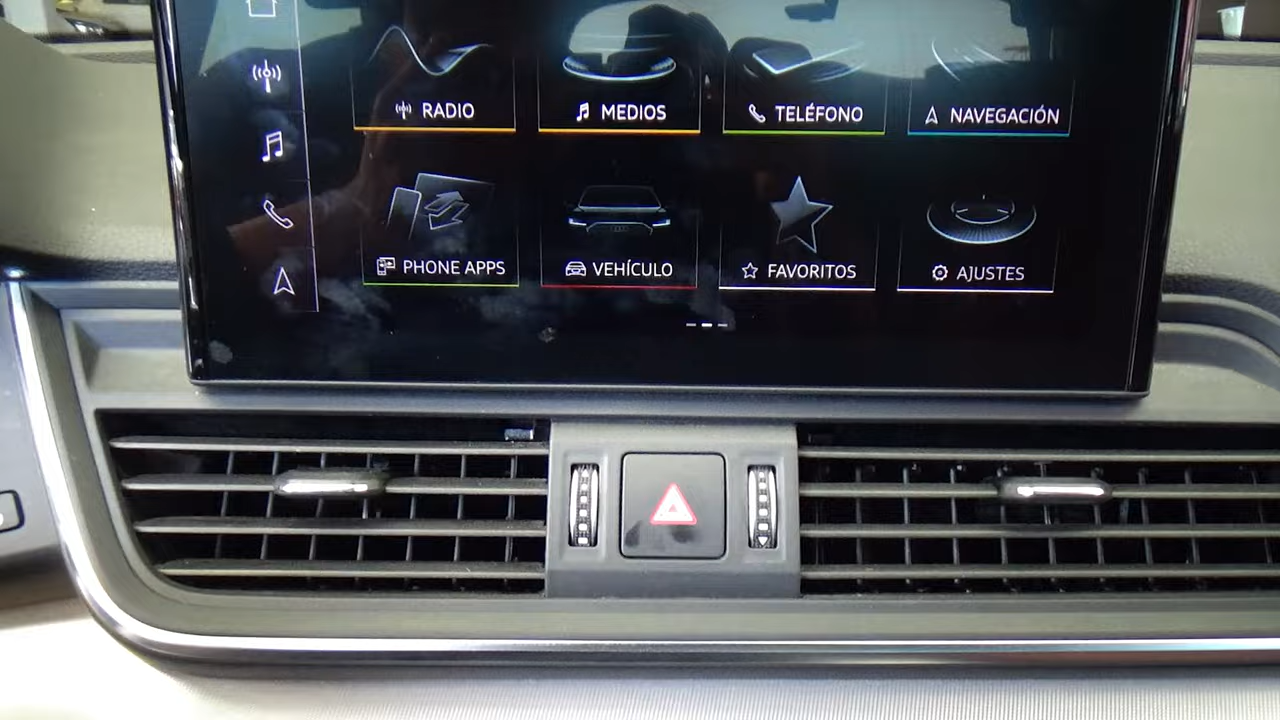 RADIO
MEDIOS
TELÉFONO
NAVEGACIÓN
PHONE APPS
VEHÍCULO
FAVORITOS
AJUSTES